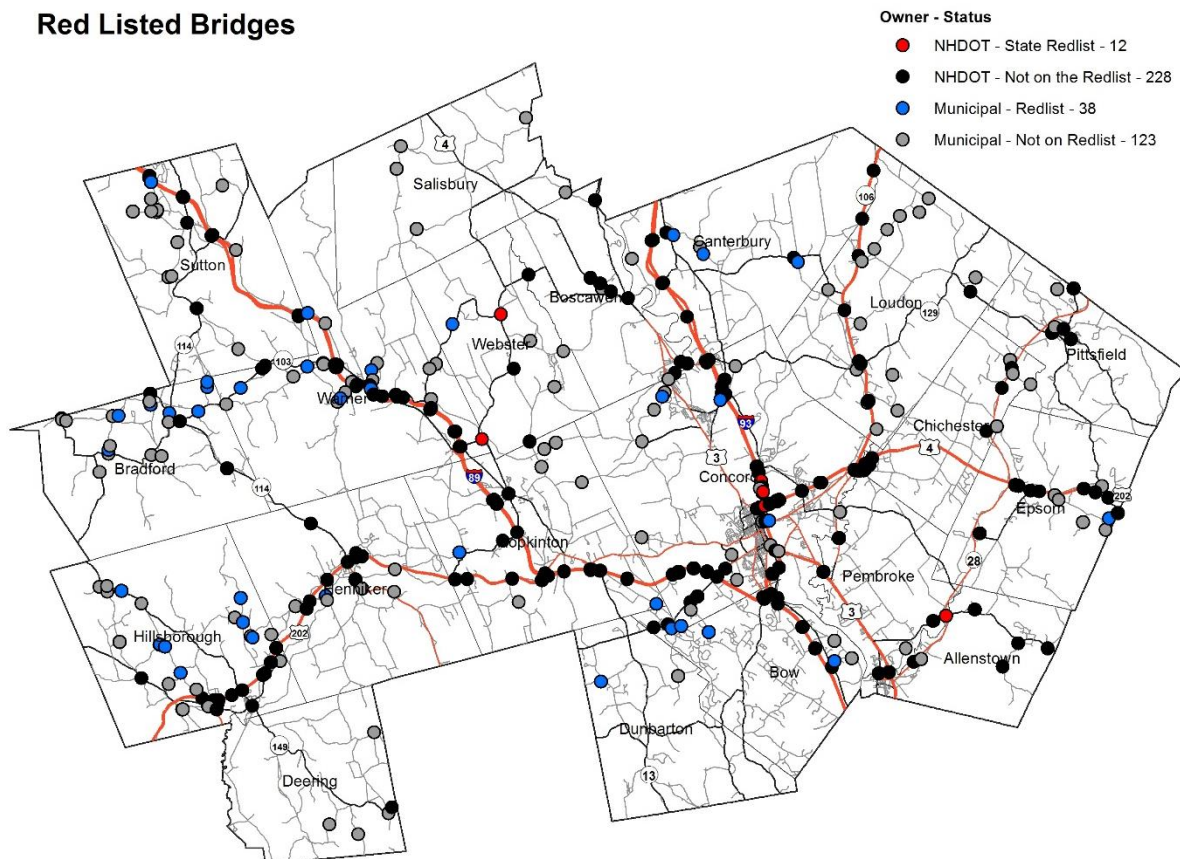 Red Listed Bridges
Owner - Status
NHDOT - State Redlist - 12
NHDOT - Not on the Redlist - 228
Municipal - Redlist - 38
Municipal - Not on Redlist - 123
4
Salisbury
106
Canterbury
Sutton
Boscawen
Loudon
129
114
Webster
Pittsfield
103
Warner
93
Chichester
3
4
Bradford
Concord
89
114
202
Epsom
Hopkinton
28
Henniker
Pembroke
3
202
Hillsborough
Allenstown
Bow
Dunbarton
149
13
Deering